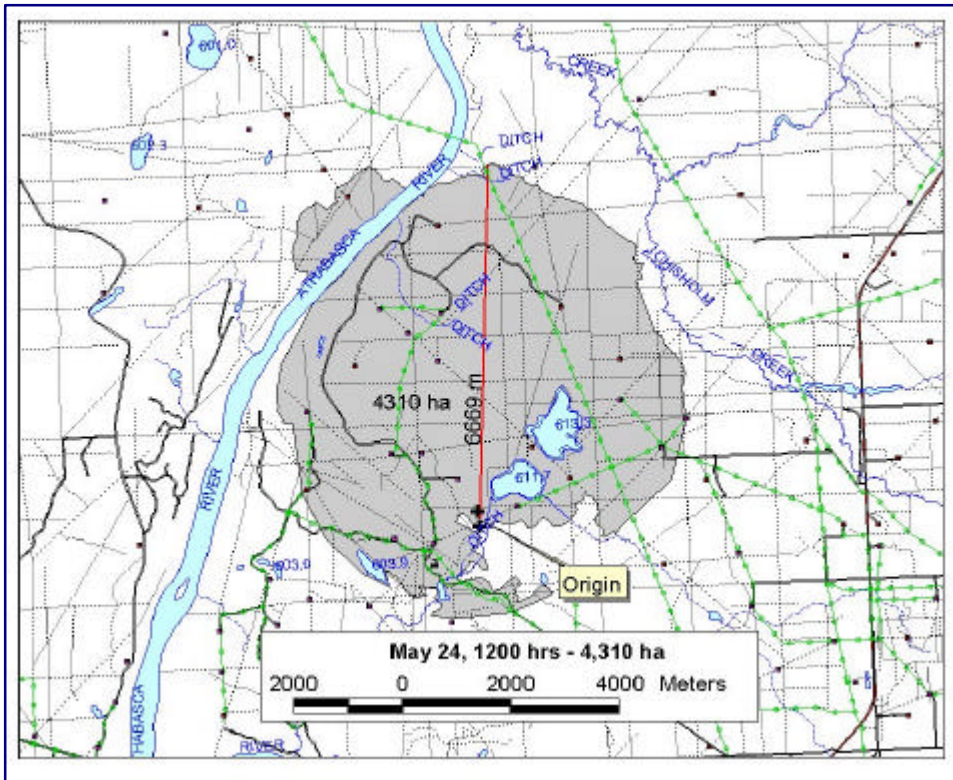 601.0
CREEK
DITCH
602.3
RIVER
DITCH
ATHABASCA
CHISHOLM
DITCH
DITCH
CREEK
6669 m
4310 ha
613.3
611.7
RIVER
DITCH
603.0
603.9
Origin
May 24, 1200 hrs - 4,310 ha
2000 0 2000 4000 Meters
HABASCA
RIVER